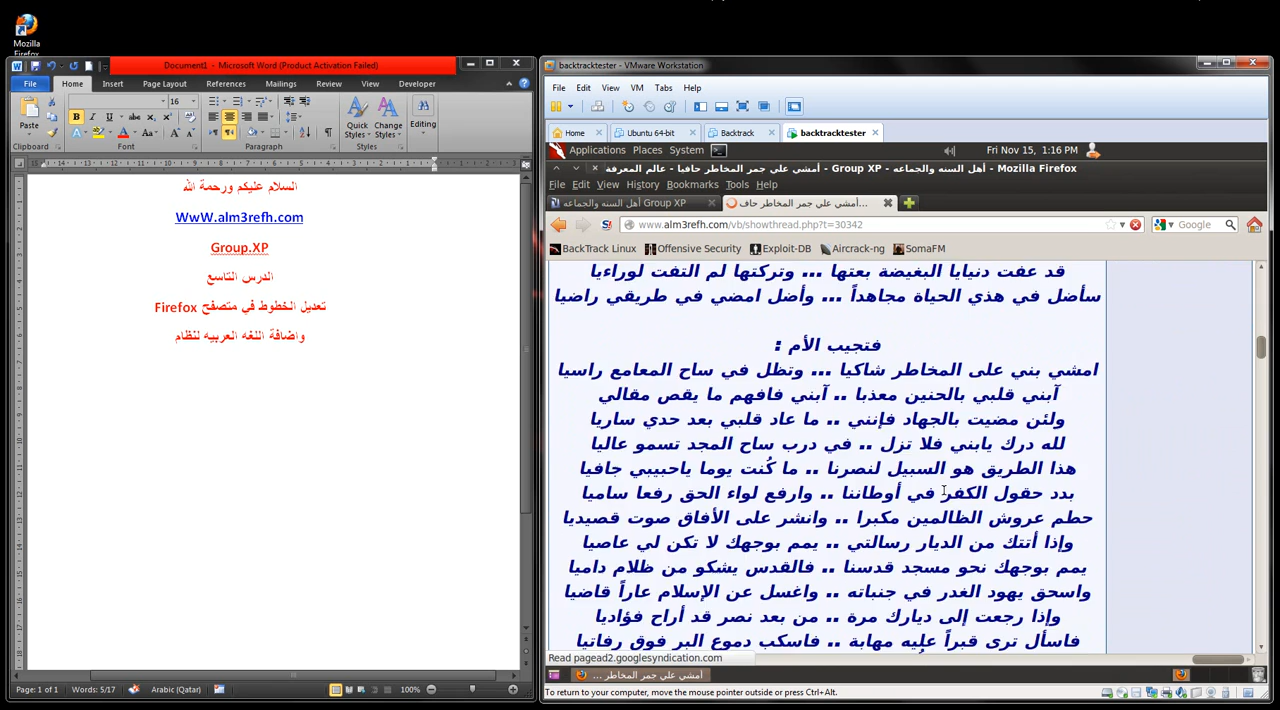 Mozilla
Firefox
Document1 - Microsoft Word (Product Activation Failed)
File Home Insert Page Layout References Mailings Review View Developer
16
Paste
Quick Styles
Change Styles
Editing
Clipboard Font Paragraph Styles
السلام عليكم ورحمة الله
WwW.alm3refh.com
Group.XP
الدرس التاسع
تعديل الخطوط في متصفح Firefox
واضافة اللغه العربيه لنظام
Page: 1 of 1 Words: 5/17 Arabic (Qatar) 100%
backtracktester - VMware Workstation
File Edit View VM Tabs Help
Home Ubuntu 64-bit Backtrack backtracktester
Applications Places System Fri Nov 15, 1:16 PM
أمشي علي جمر المخاطر حافيا - عالم المعرفة - Group XP - أهل السنه والجماعه - Mozilla Firefox
File Edit View History Bookmarks Tools Help
أهل السنه والجماعه Group XP
أمشي علي جمر المخاطر حاف...
www.alm3refh.com/vb/showthread.php?t=30342
Google
BackTrack Linux Offensive Security Exploit-DB Aircrack-ng SomaFM
قد عفت دنيايا البغيضة بعتها ... وتركتها لم التفت لوراءيا
سأضل في هذي الحياة مجاهداً ... وأضل امضي في طريقي راضيا
فتجيب الأم :
امشي بني على المخاطر شاكيا ... وتظل في ساح المعامع راسيا
آبني قلبي بالحنين معذبا .. آبني فافهم ما يقص مقالي
ولئن مضيت بالجهاد فإنني .. ما عاد قلبي بعد حدي ساريا
لله درك يابني فلا تزل .. في درب ساح المجد تسمو عاليا
هذا الطريق هو السبيل لنصرنا .. ما كُنت يوما ياحبيبي جافيا
بدد حقول الكفر في أوطاننا .. وارفع لواء الحق رفعا ساميا
حطم عروش الظالمين مكبرا .. وانشر على الأفاق صوت قصيديا
وإذا أتتك من الديار رسالتي .. يمم بوجهك لا تكن لي عاصيا
يمم بوجهك نحو مسجد قدسنا .. فالقدس يشكو من ظلام داميا
واسحق يهود الغدر في جنباته .. واغسل عن الإسلام عاراً قاضيا
وإذا رجعت إلى ديارك مرة .. من بعد نصر قد أراح فؤاديا
فاسأل ترى قبراً عليه مهابة .. فاسكب دموع البر فوق رفاتيا
Read pagead2.googlesyndication.com
أمشي علي جمر المخاطر ...
To return to your computer, move the mouse pointer outside or press Ctrl+Alt.